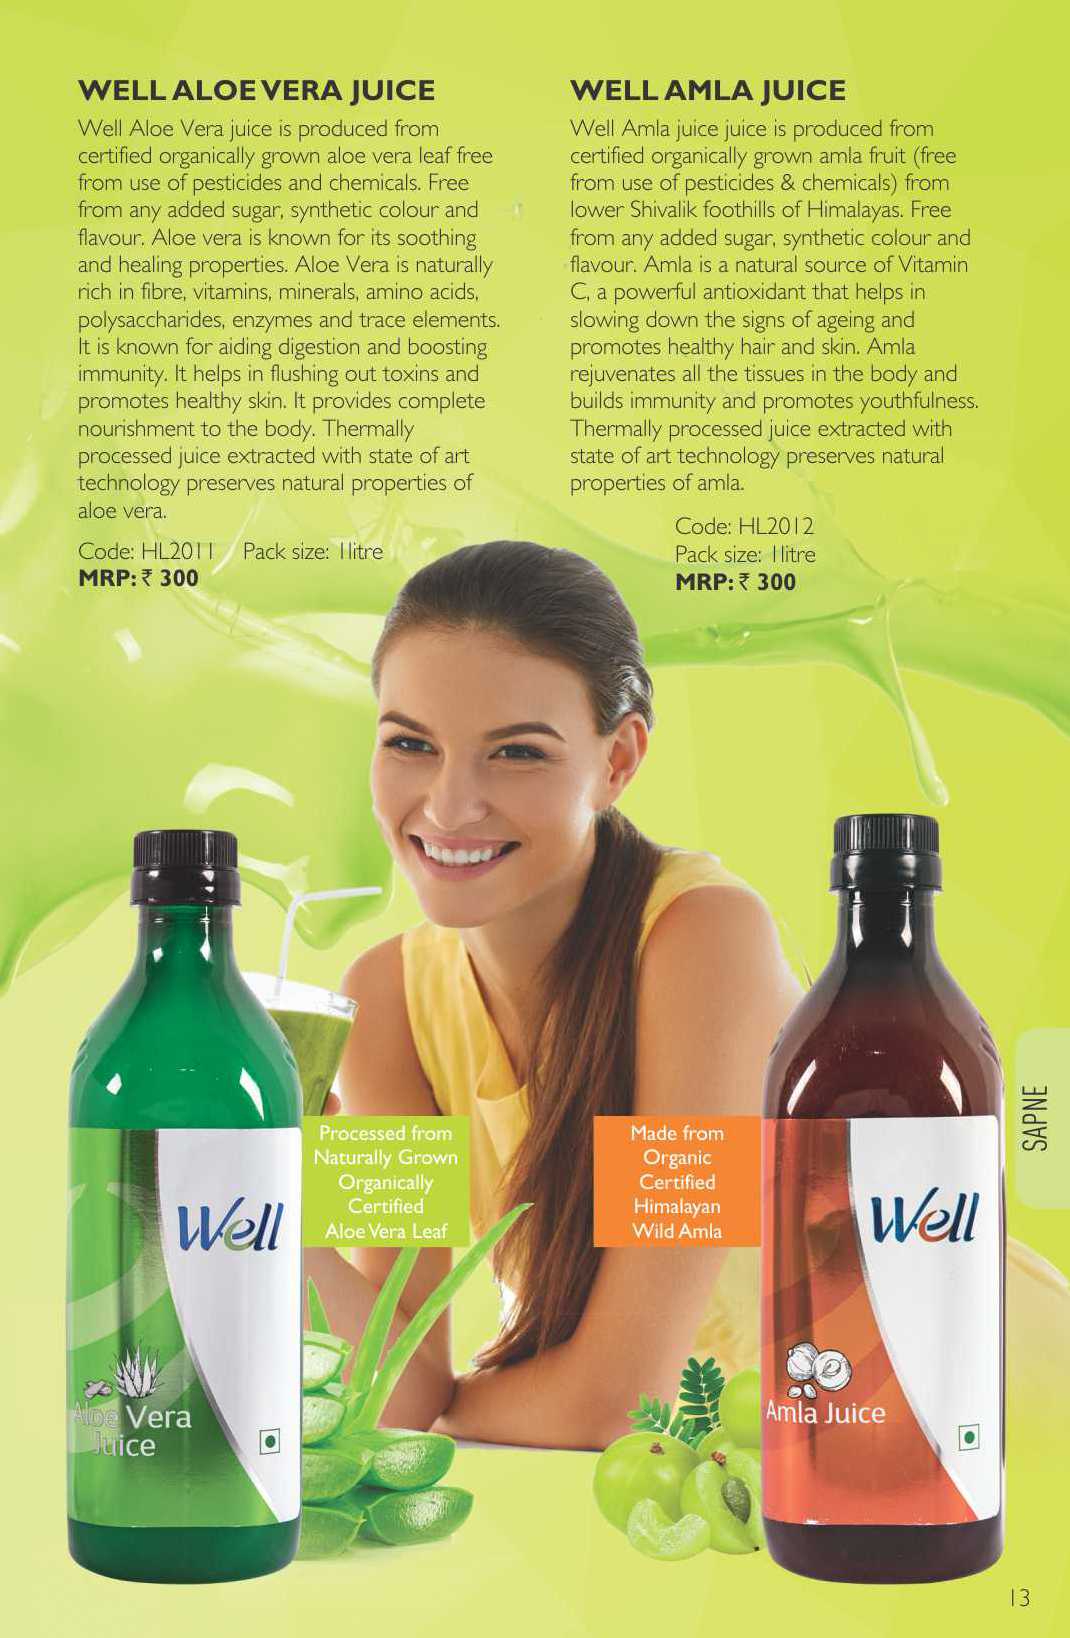 WELL ALOE VERA JUICE
Well Aloe Vera juice is produced from
certified organically grown aloe vera leaf free
from use of pesticides and chemicals. Free
from any added sugar, synthetic colour and
flavour. Aloe vera is known for its soothing
and healing properties. Aloe Vera is naturally
rich in fibre, vitamins, minerals, amino acids,
polysaccharides, enzymes and trace elements.
It is known for aiding digestion and boosting
immunity. It helps in flushing out toxins and
promotes healthy skin. It provides complete
nourishment to the body. Thermally
processed juice extracted with state of art
technology preserves natural properties of
aloe vera.
Code: HL2011 Pack size: 1litre
MRP: ₹ 300
WELL AMLA JUICE
Well Amla juice juice is produced from
certified organically grown amla fruit (free
from use of pesticides & chemicals) from
lower Shivalik foothills of Himalayas. Free
from any added sugar, synthetic colour and
flavour. Amla is a natural source of Vitamin
C, a powerful antioxidant that helps in
slowing down the signs of ageing and
promotes healthy hair and skin. Amla
rejuvenates all the tissues in the body and
builds immunity and promotes youthfulness.
Thermally processed juice extracted with
state of art technology preserves natural
properties of amla.
Code: HL2012
Pack size: 1litre
MRP: ₹ 300
Processed from
Naturally Grown
Organically
Certified
Aloe Vera Leaf
Made from
Organic
Certified
Himalayan
Wild Amla
Well
Aloe Vera
Juice
Well
Amla Juice
SAPNE
13